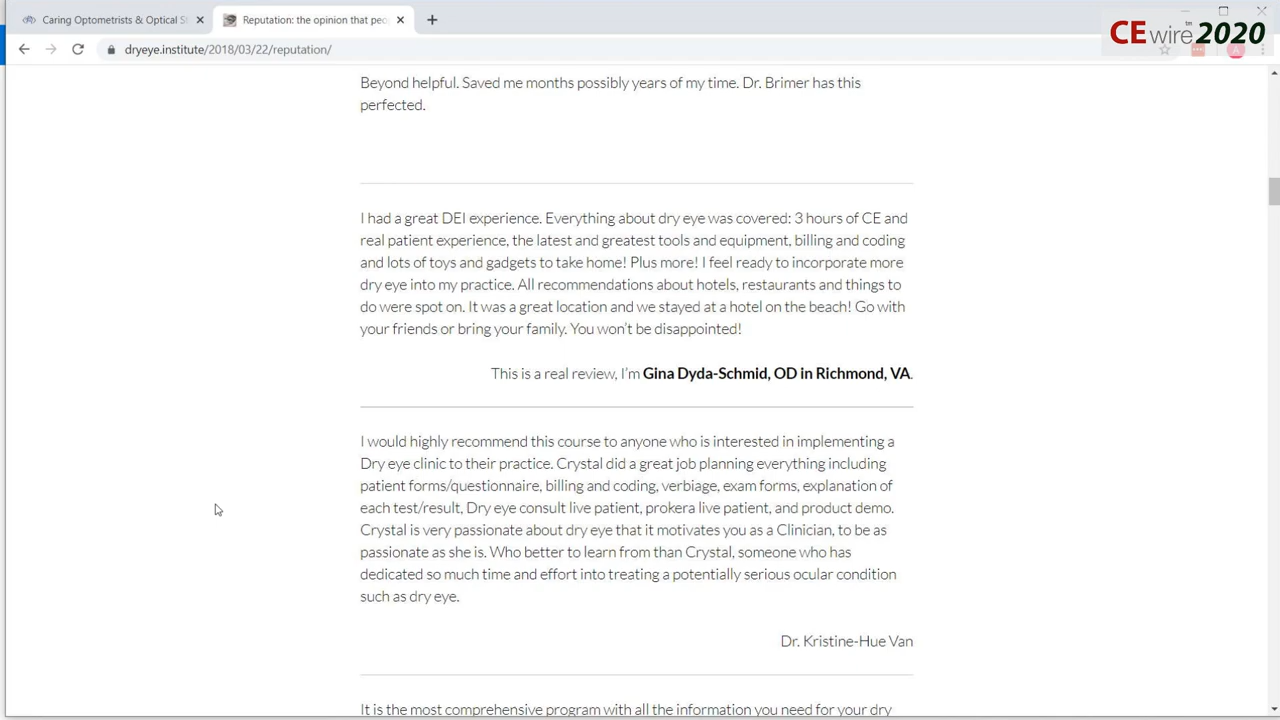 Caring Optometrists & Optical S
Reputation: the opinion that peo
CEwire™2020
dryeye.institute/2018/03/22/reputation/
A
Beyond helpful. Saved me months possibly years of my time. Dr. Brimer has this
perfected.
I had a great DEI experience. Everything about dry eye was covered: 3 hours of CE and
real patient experience, the latest and greatest tools and equipment, billing and coding
and lots of toys and gadgets to take home! Plus more! I feel ready to incorporate more
dry eye into my practice. All recommendations about hotels, restaurants and things to
do were spot on. It was a great location and we stayed at a hotel on the beach! Go with
your friends or bring your family. You won't be disappointed!
This is a real review, I'm Gina Dyda-Schmid, OD in Richmond, VA.
I would highly recommend this course to anyone who is interested in implementing a
Dry eye clinic to their practice. Crystal did a great job planning everything including
patient forms/questionnaire, billing and coding, verbiage, exam forms, explanation of
each test/result, Dry eye consult live patient, prokera live patient, and product demo.
Crystal is very passionate about dry eye that it motivates you as a Clinician, to be as
passionate as she is. Who better to learn from than Crystal, someone who has
dedicated so much time and effort into treating a potentially serious ocular condition
such as dry eye.
Dr. Kristine-Hue Van
It is the most comprehensive program with all the information you need for your dry